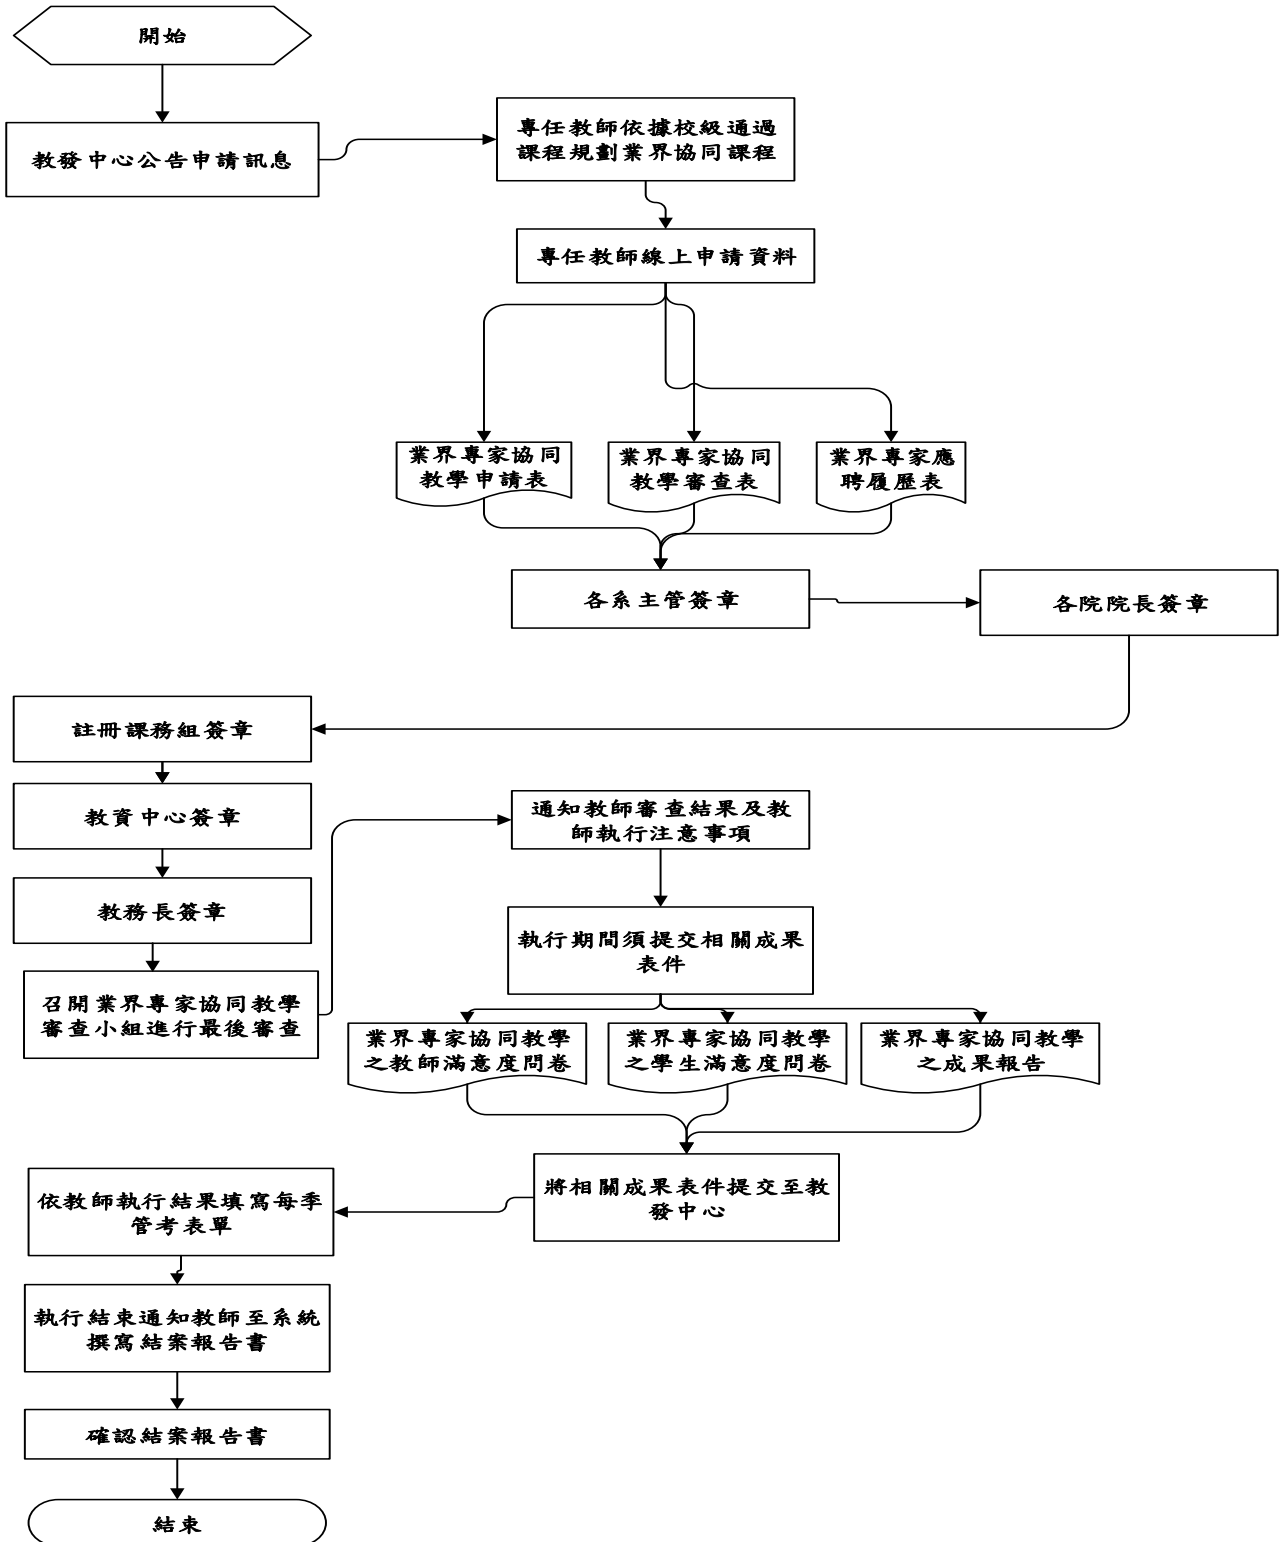 開始
教發中心公告申請訊息
專任教師依據校級通過
課程規劃業界協同課程
專任教師線上申請資料
業界專家協同
教學申請表
業界專家協同
教學審查表
業界專家應
聘履歷表
各系主管簽章
各院院長簽章
註冊課務組簽章
教資中心簽章
教務長簽章
召開業界專家協同教學
審查小組進行最後審查
通知教師審查結果及教
師執行注意事項
執行期間須提交相關成果
表件
業界專家協同教學
之教師滿意度問卷
業界專家協同教學
之學生滿意度問卷
業界專家協同教學
之成果報告
將相關成果表件提交至教
發中心
依教師執行結果填寫每季
管考表單
執行結束通知教師至系統
撰寫結案報告書
確認結案報告書
結束